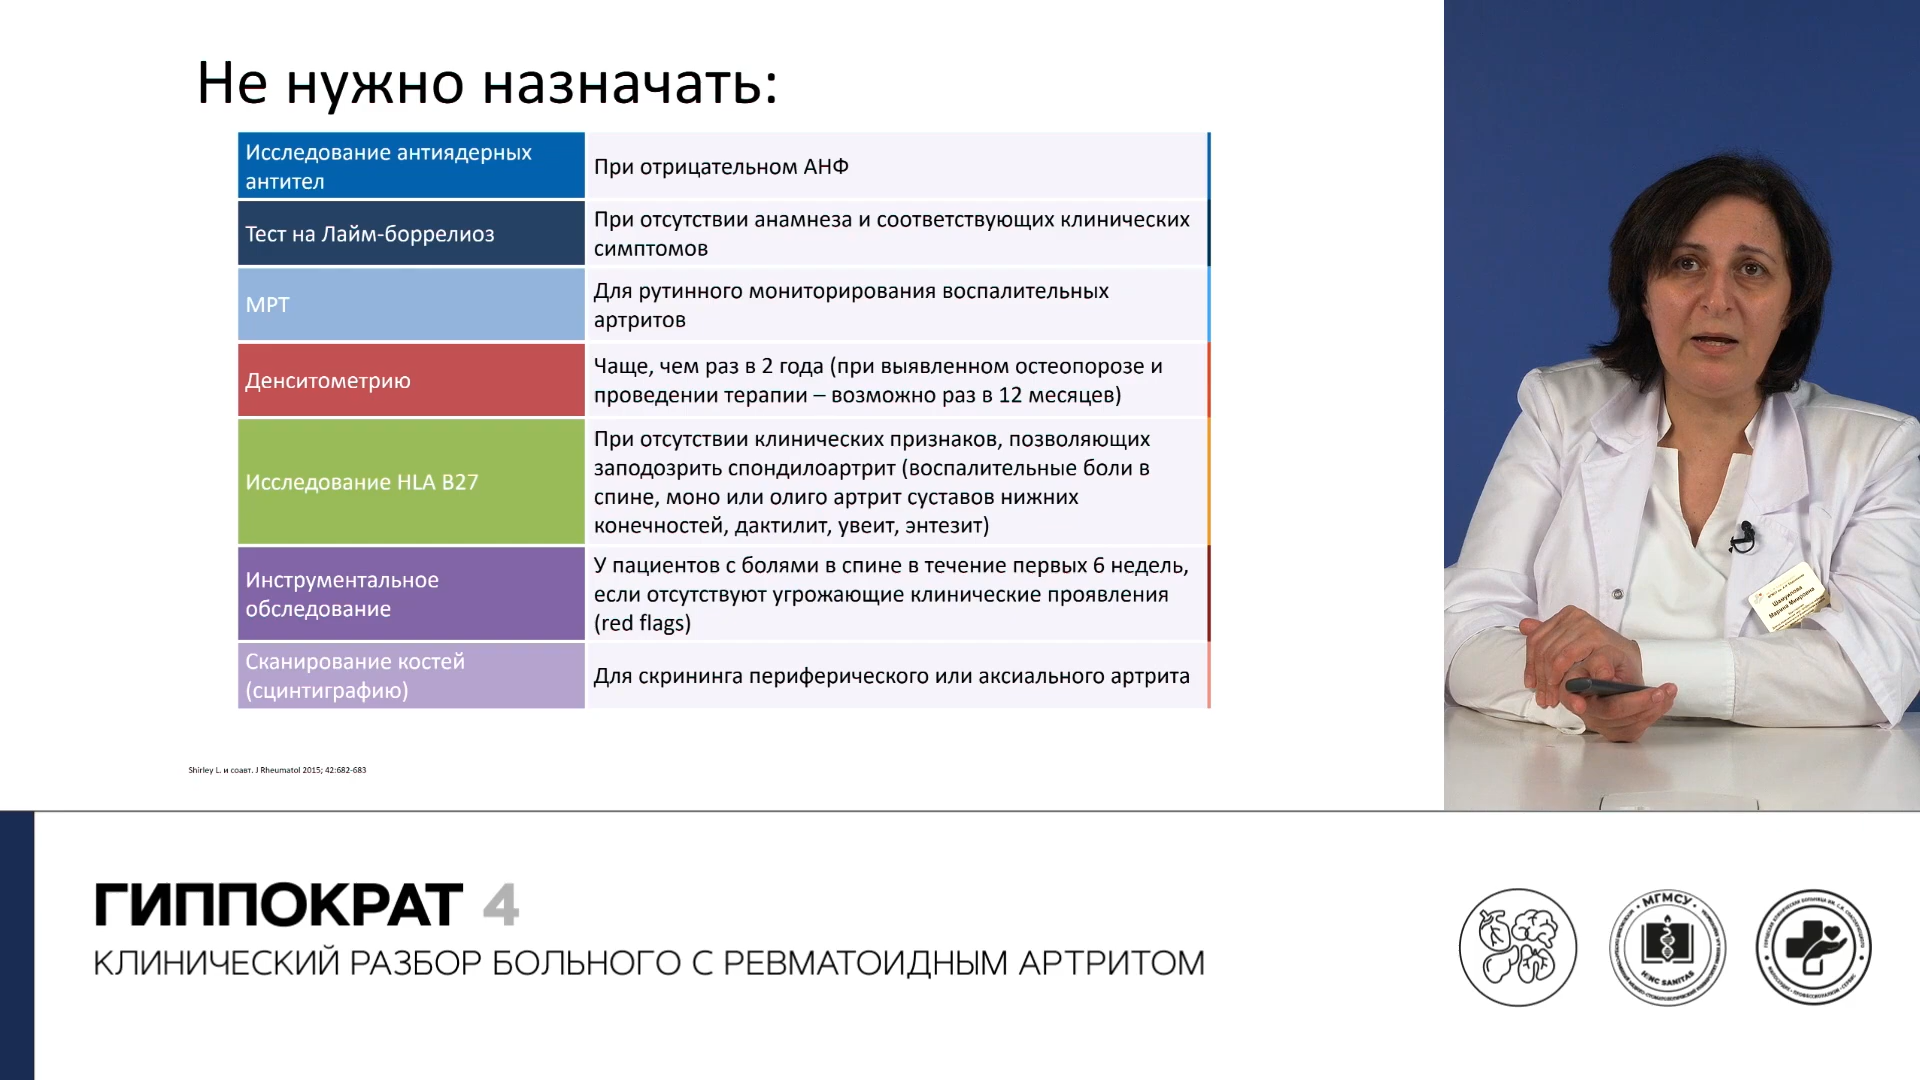 Не нужно назначать:
Исследование антиядерных
антител
При отрицательном АНФ
Тест на Лайм-боррелиоз
При отсутствии анамнеза и соответствующих клинических
симптомов
МРТ
Для рутинного мониторирования воспалительных
артритов
Денситометрию
Чаще, чем раз в 2 года (при выявленном остеопорозе и
проведении терапии – возможно раз в 12 месяцев)
Исследование HLA B27
При отсутствии клинических признаков, позволяющих
заподозрить спондилоартрит (воспалительные боли в
спине, моно или олиго артрит суставов нижних
конечностей, дактилит, увеит, энтезит)
Инструментальное
обследование
У пациентов с болями в спине в течение первых 6 недель,
если отсутствуют угрожающие клинические проявления
(red flags)
Сканирование костей
(сцинтиграфию)
Для скрининга периферического или аксиального артрита
Shirley L. и соавт. J Rheumatol 2015; 42:682-683
ГИППОКРАТ 4
КЛИНИЧЕСКИЙ РАЗБОР БОЛЬНОГО С РЕВМАТОИДНЫМ АРТРИТОМ
МГМСУ